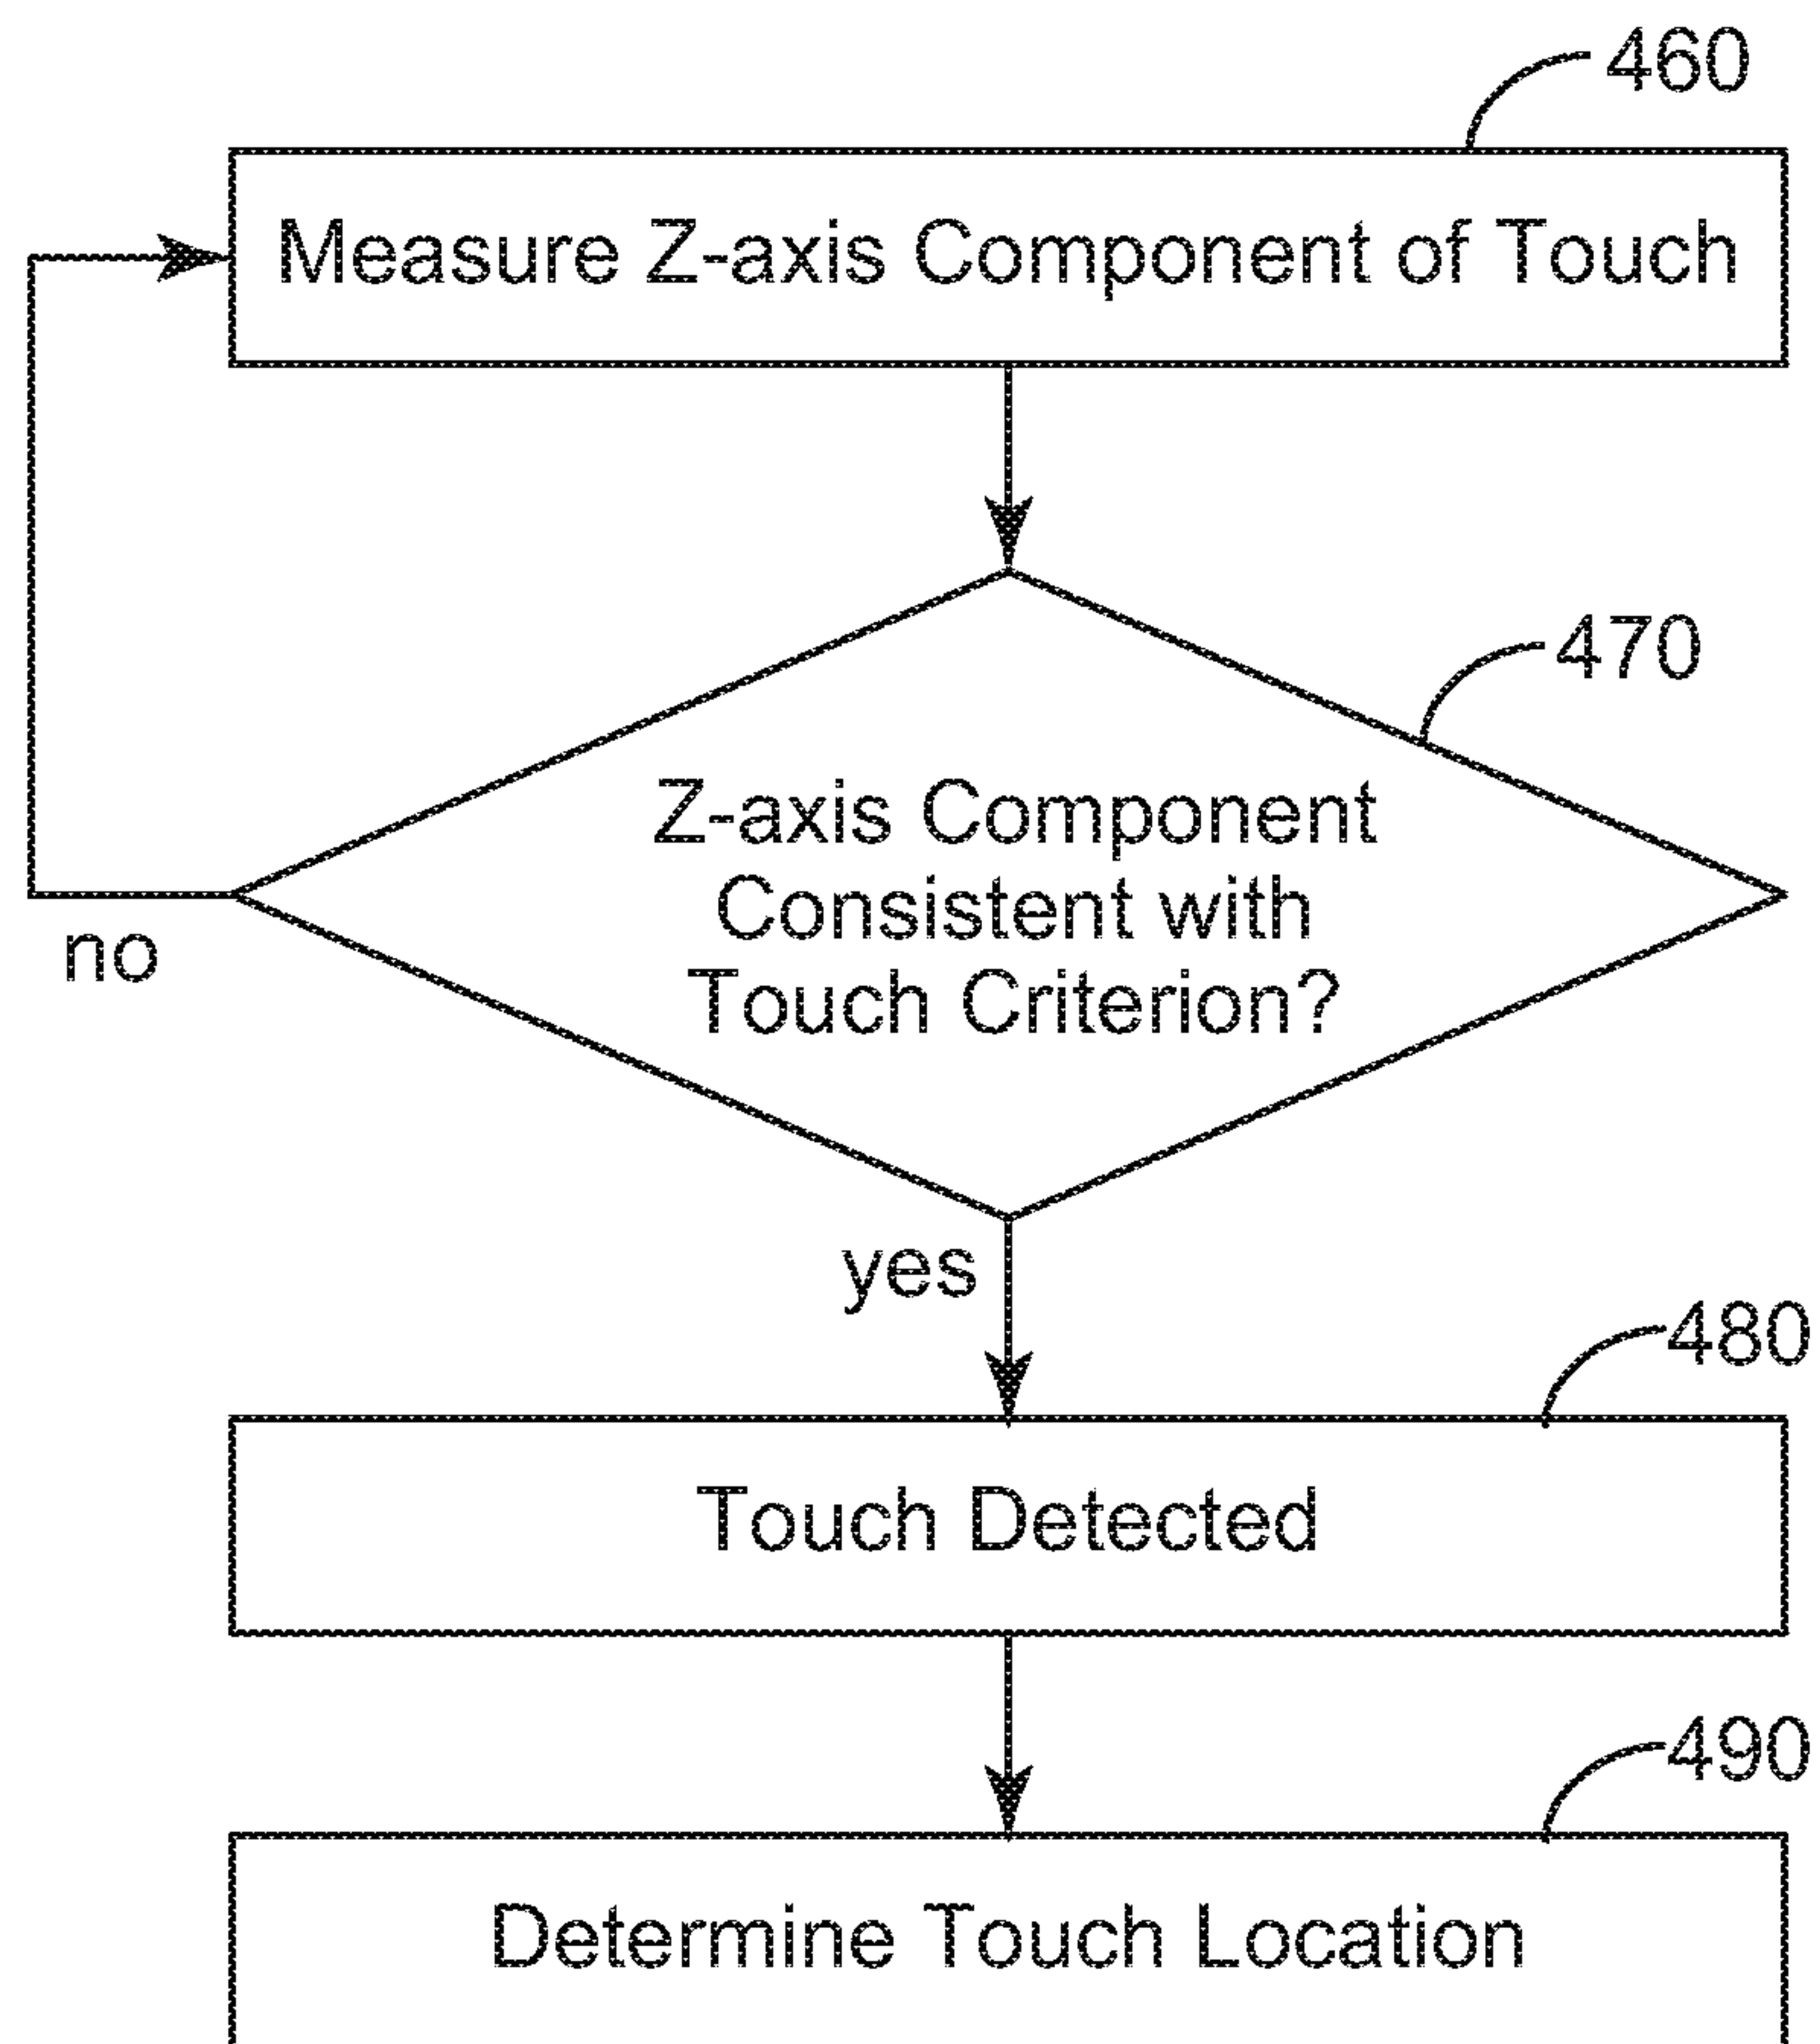 460
Measure Z-axis Component of Touch
470
Z-axis Component
Consistent with
Touch Criterion?
no
yes
480
Touch Detected
490
Determine Touch Location